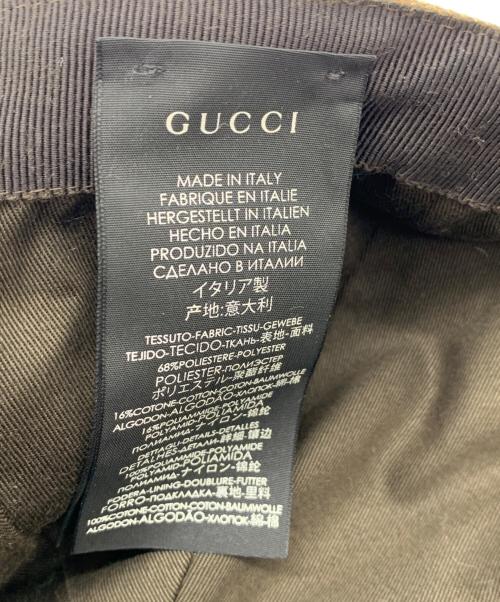 GUCCI
MADE IN ITALY
FABRIQUE EN ITALIE
HERGESTELLT IN ITALIEN
HECHO EN ITALIA
PRODUZIDO NA ITALIA
СДЕЛАНО В ИТАЛИИ
イタリア製
产地:意大利
TESSUTO-FABRIC-TISSU-GEWEBE
TEJIDO-TECIDO-ТКАНЬ-表地-面料
68%POLIESTERE-POLYESTER
POLIESTER-ПОЛИЭСТЕР
ポリエステル-聚酯纤维
16%COTONE-COTTON-COTON-BAUMWOLLE
ALGODON-ALGODÃO-ХЛОПОК-綿-棉
16%POLIAMMIDE-POLYAMIDE
POLYAMID-POLIAMIDA
ПОЛИАМИД-ナイロン-锦纶
DETTAGLI-DETAILS-DETALLES
DETALHES-ДЕТАЛИ-詳細-镶边
100%POLIAMMIDE-POLYAMIDE
POLYAMID-POLIAMIDA
ПОЛИАМИД-ナイロン-锦纶
FODERA-LINING-DOUBLURE-FUTTER
FORRO-ПОДКЛАДКА-裏地-里料
100%COTONE-COTTON-COTON-BAUMWOLLE
ALGODON-ALGODÃO-ХЛОПОК-綿-棉